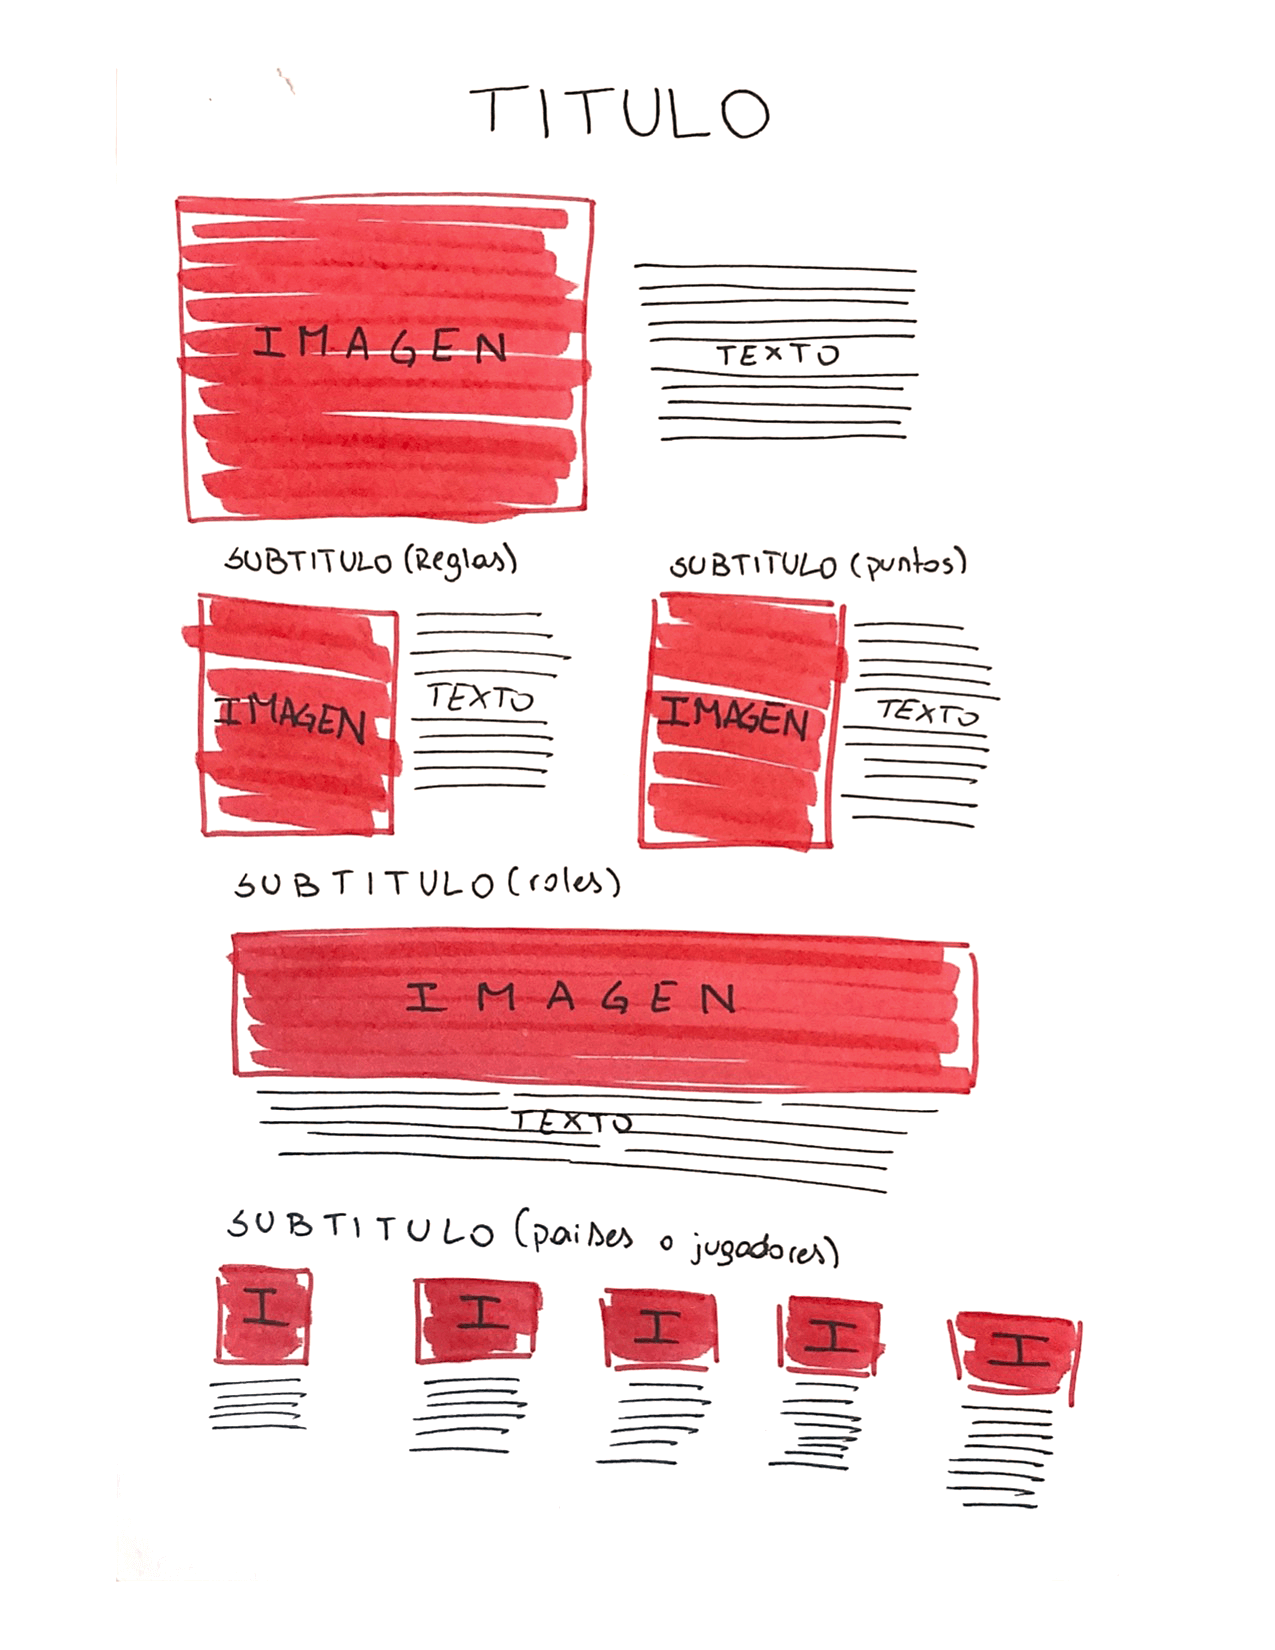 TITULO
IMAGEN
TEXTO
SUBTITULO (Reglas)
SUBTITULO (puntos)
IMAGEN
TEXTO
IMAGEN
TEXTO
SUBTITULO (roles)
IMAGEN
TEXTO
SUBTITULO (paises o jugadores)
I I I I I